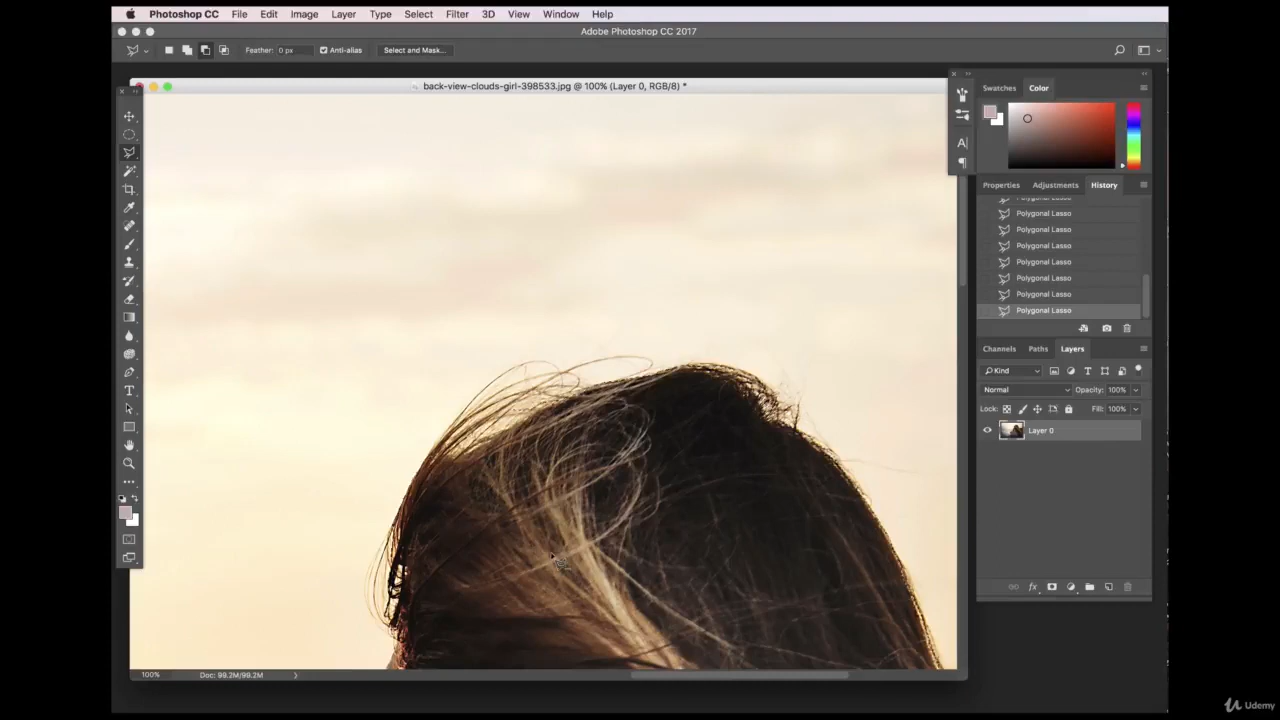 Photoshop CC File Edit Image Layer Type Select Filter 3D View Window Help
Adobe Photoshop CC 2017
Feather: 0 px Anti-alias Select and Mask...
back-view-clouds-girl-398533.jpg @ 100% (Layer 0, RGB/8) *
Swatches Color
Properties Adjustments History
Polygonal Lasso
Polygonal Lasso
Polygonal Lasso
Polygonal Lasso
Polygonal Lasso
Polygonal Lasso
Polygonal Lasso
Polygonal Lasso
Channels Paths Layers
Kind
Normal Opacity: 100%
Lock: Fill: 100%
Layer 0
100% Doc: 99.2M/99.2M
Udemy